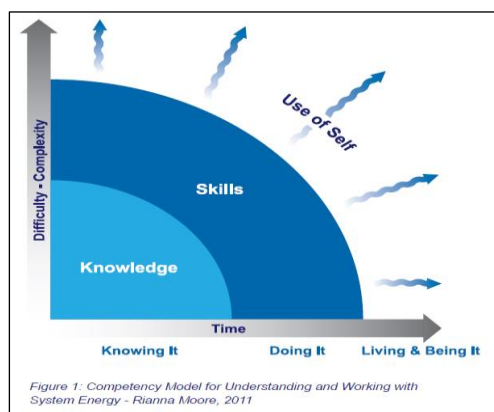 Difficulty - Complexity
Use of Self
Skills
Knowledge
Time
Knowing It
Doing It
Living & Being It
Figure 1: Competency Model for Understanding and Working with
System Energy - Rianna Moore, 2011